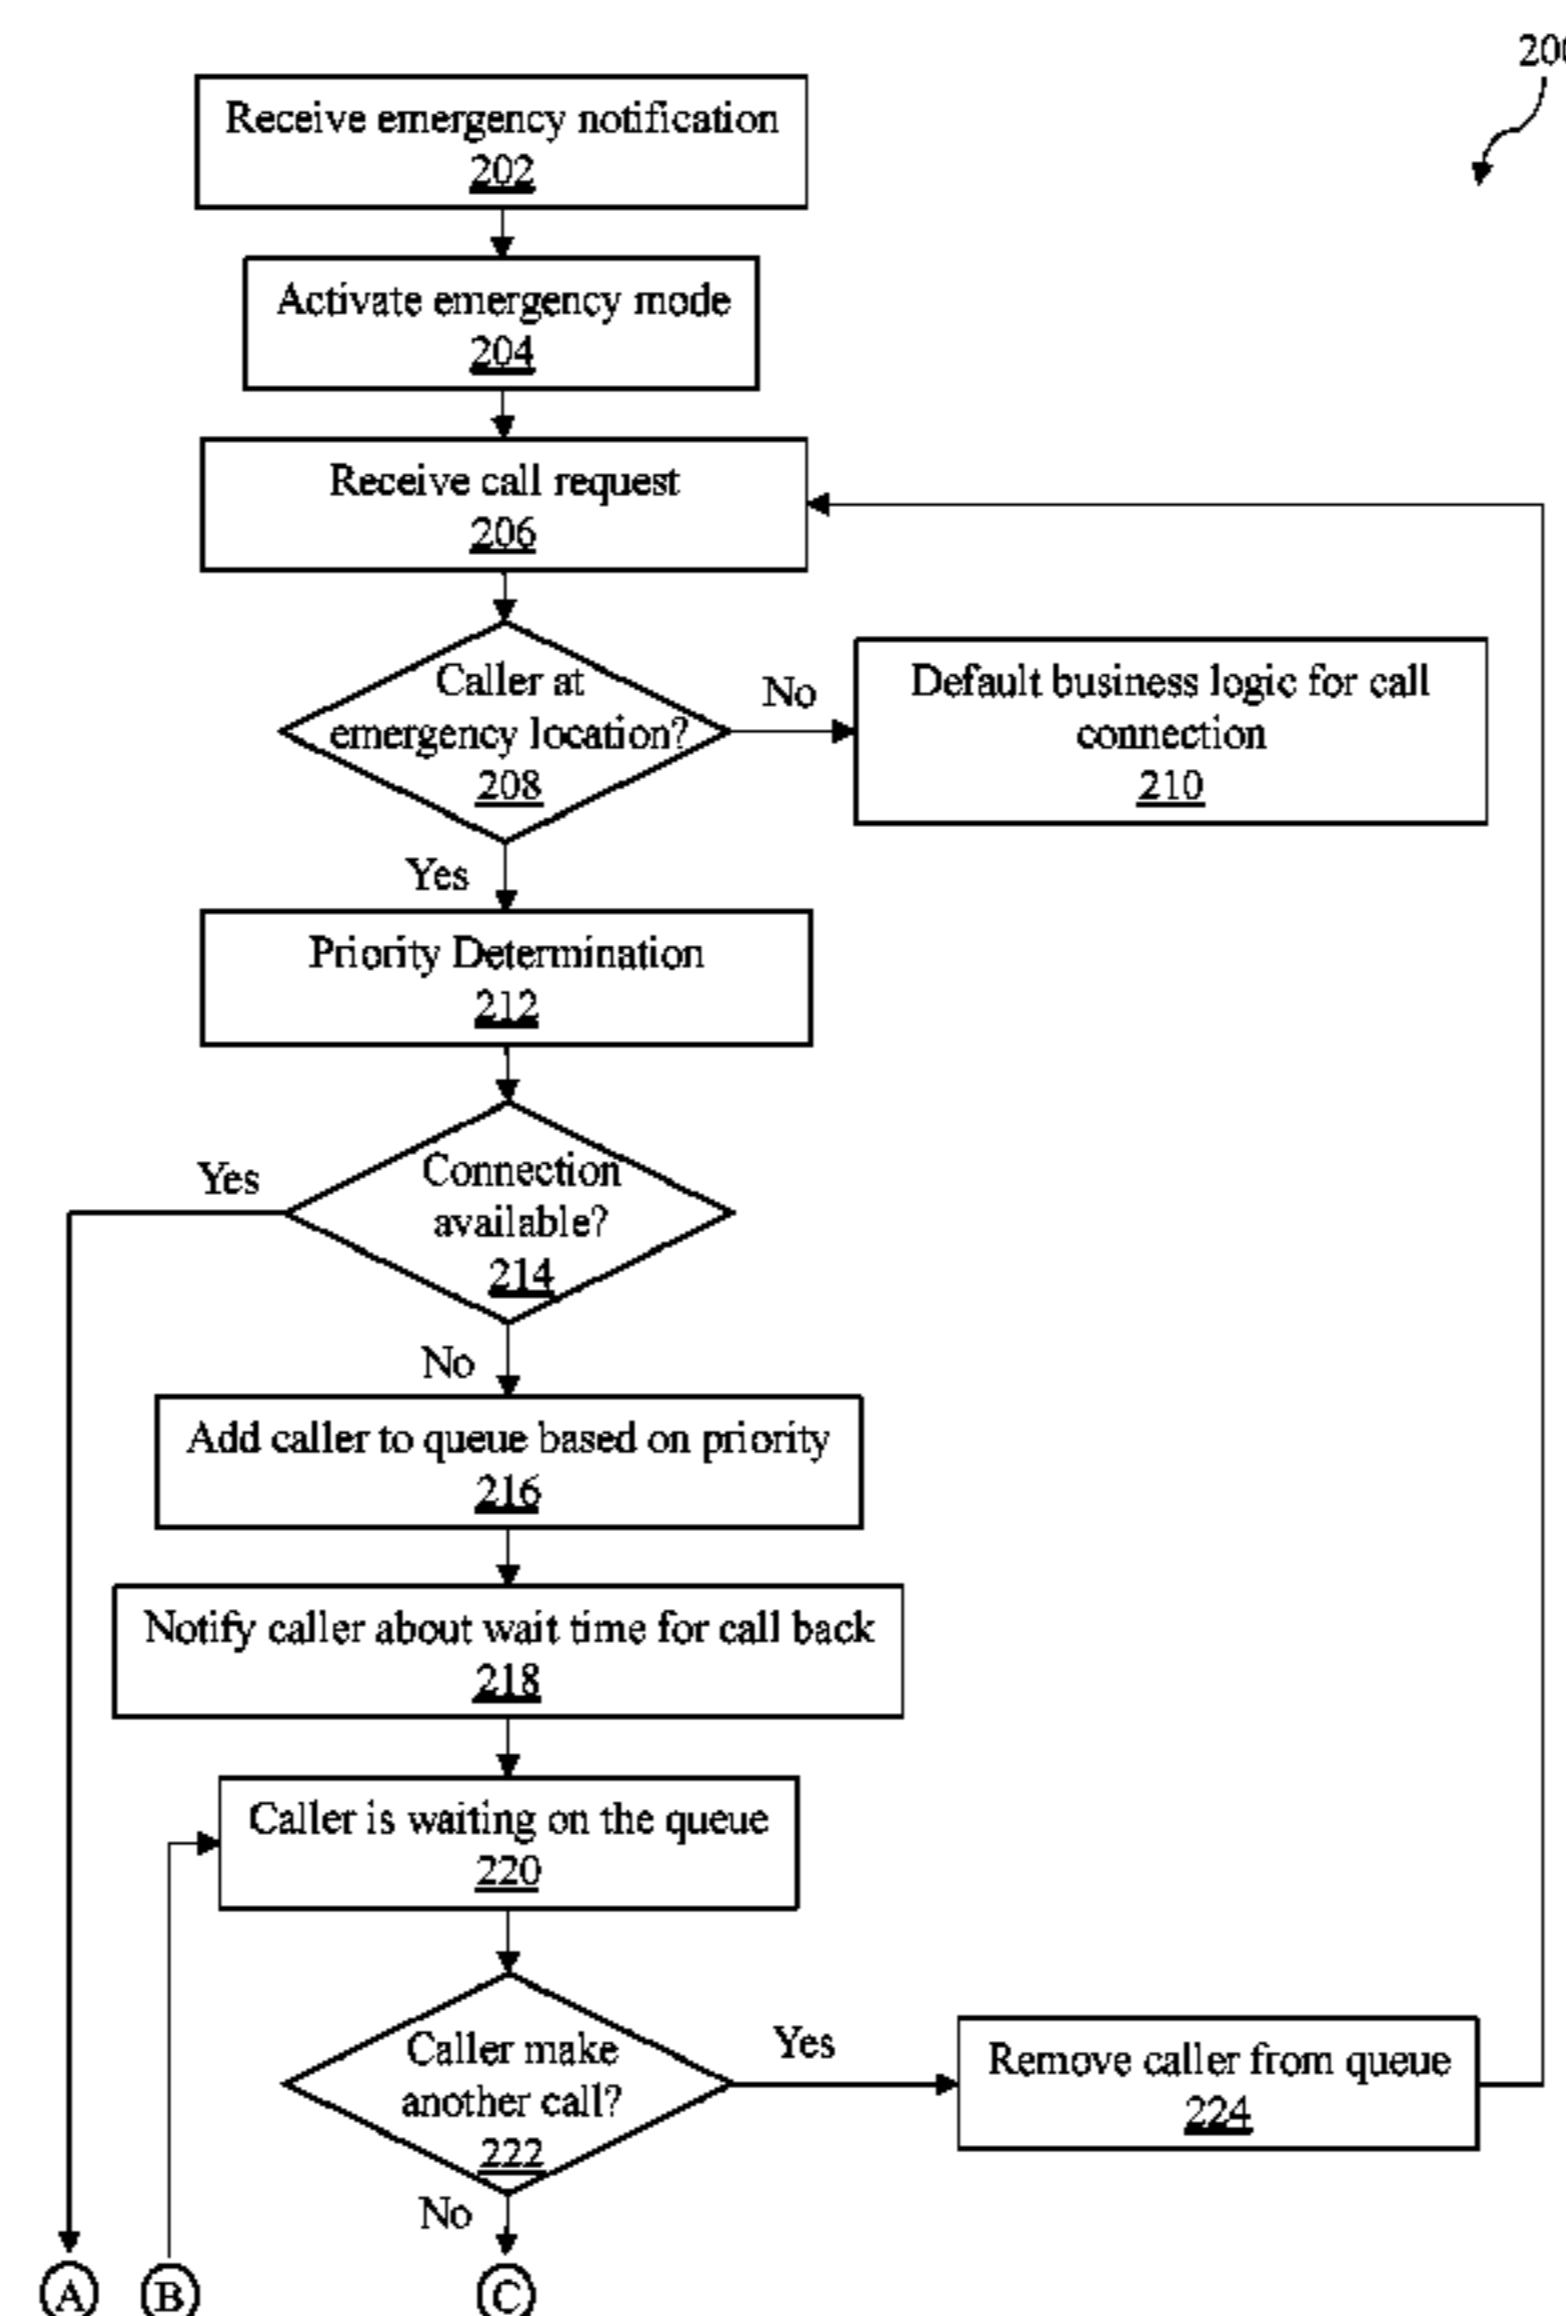 200
Receive emergency notification
202
Activate emergency mode
204
Receive call request
206
Caller at
emergency location?
208
No
Default business logic for call
connection
210
Yes
Priority Determination
212
Yes
Connection
available?
214
No
Add caller to queue based on priority
216
Notify caller about wait time for call back
218
Caller is waiting on the queue
220
Caller make
another call?
222
Yes
Remove caller from queue
224
No
A
B
C